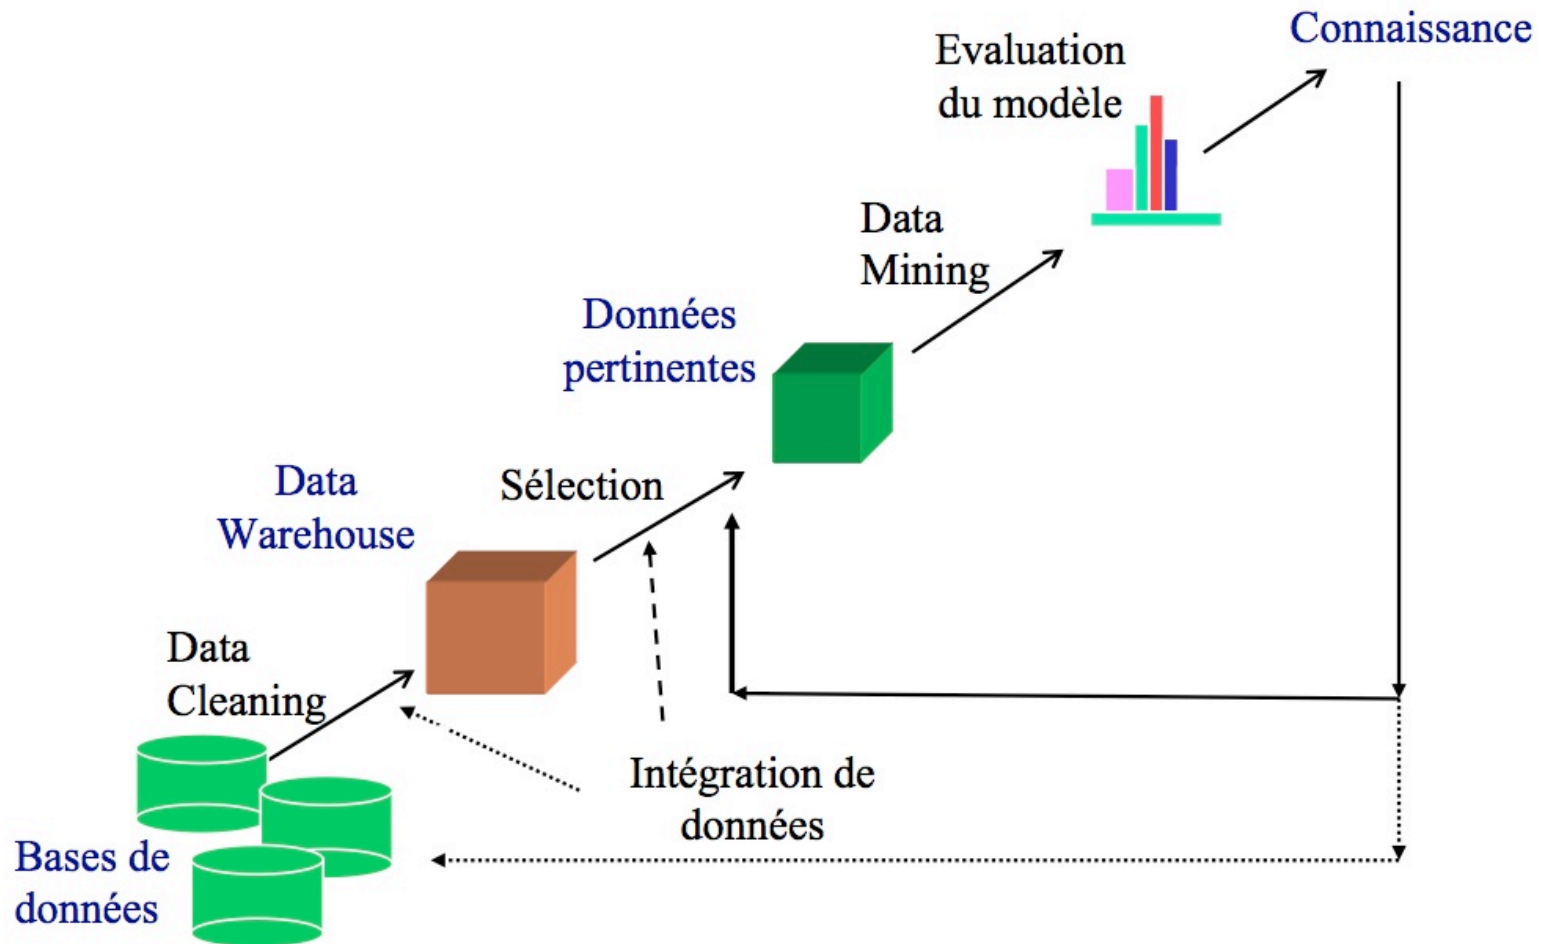 Connaissance
Evaluation
du modèle
Data
Mining
Données
pertinentes
Data
Warehouse
Sélection
Data
Cleaning
Intégration de
données
Bases de
données